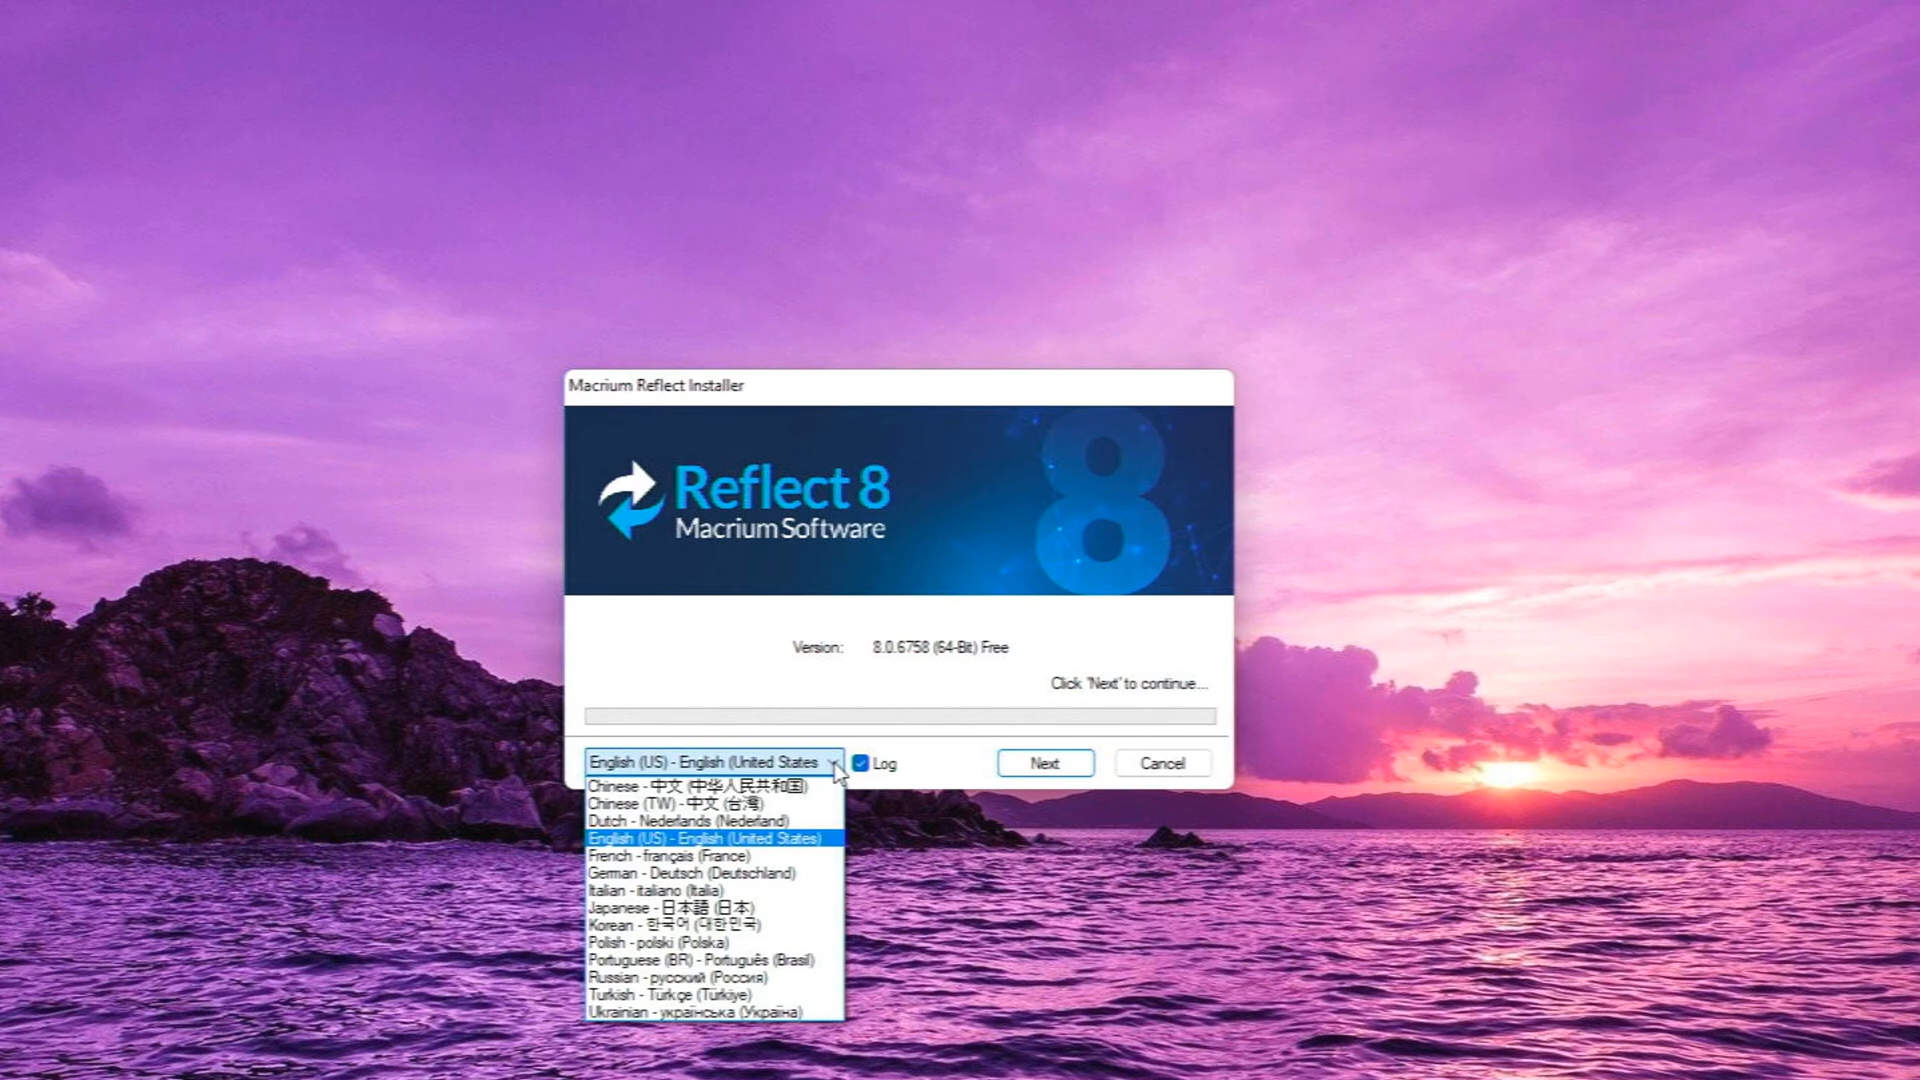 Macrium Reflect Installer
Reflect 8
Macrium Software
8
Version: 8.0.6758 (64-Bit) Free
Click 'Next' to continue...
English (US) - English (United States
Log
Next
Cancel
Chinese - 中文 (中华人民共和国)
Chinese (TW) - 中文 (台灣)
Dutch - Nederlands (Nederland)
English (US) - English (United States)
French - français (France)
German - Deutsch (Deutschland)
Italian - italiano (Italia)
Japanese - 日本語 (日本)
Korean - 한국어 (대한민국)
Polish - polski (Polska)
Portuguese (BR) - Português (Brasil)
Russian - русский (Россия)
Turkish - Türkçe (Türkiye)
Ukrainian - українська (Україна)